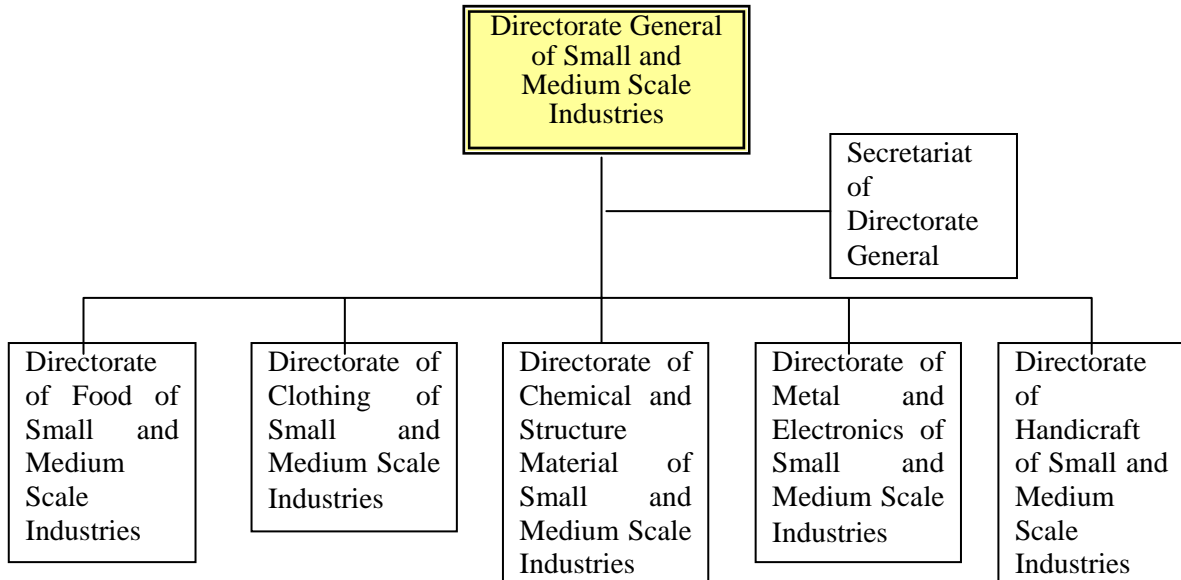 Directorate General
of Small and
Medium Scale
Industries
Secretariat
of
Directorate
General
Directorate
of Food of
Small and
Medium
Scale
Industries
Directorate of
Clothing of
Small and
Medium Scale
Industries
Directorate of
Chemical and
Structure
Material of
Small and
Medium Scale
Industries
Directorate of
Metal and
Electronics of
Small and
Medium Scale
Industries
Directorate
of
Handicraft
of Small and
Medium
Scale
Industries